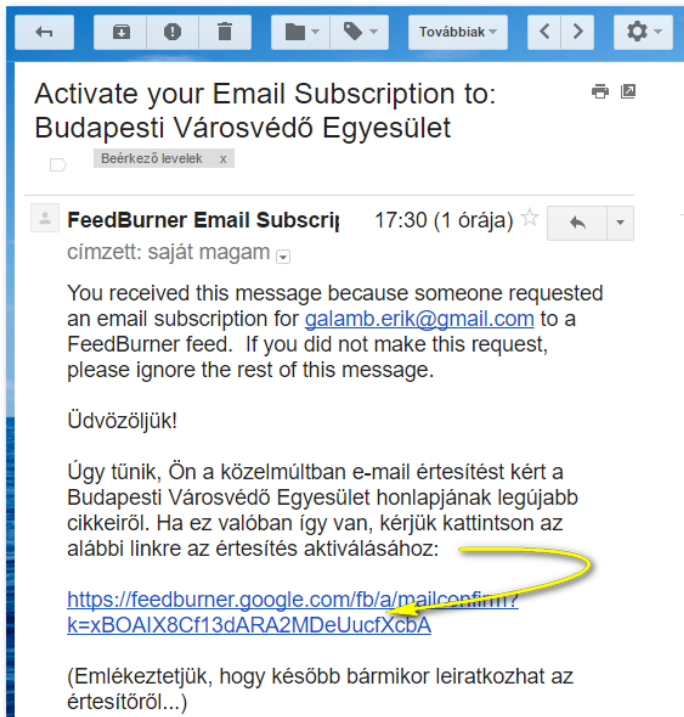 Továbbiak
Activate your Email Subscription to:
Budapesti Városvédő Egyesület
Beérkező levelek x
FeedBurner Email Subscrip 17:30 (1 órája)
címzett: saját magam
You received this message because someone requested
an email subscription for galamb.erik@gmail.com to a
FeedBurner feed. If you did not make this request,
please ignore the rest of this message.
Üdvözöljük!
Úgy tűnik, Ön a közelmúltban e-mail értesítést kért a
Budapesti Városvédő Egyesület honlapjának legújabb
cikkeiről. Ha ez valóban így van, kérjük kattintson az
alábbi linkre az értesítés aktiválásához:
https://feedburner.google.com/fb/a/mailconfirm?
k=xBOAIX8Cf13dARA2MDeUucfXcbA
(Emlékeztetjük, hogy később bármikor leiratkozhat az
értesítőről...)